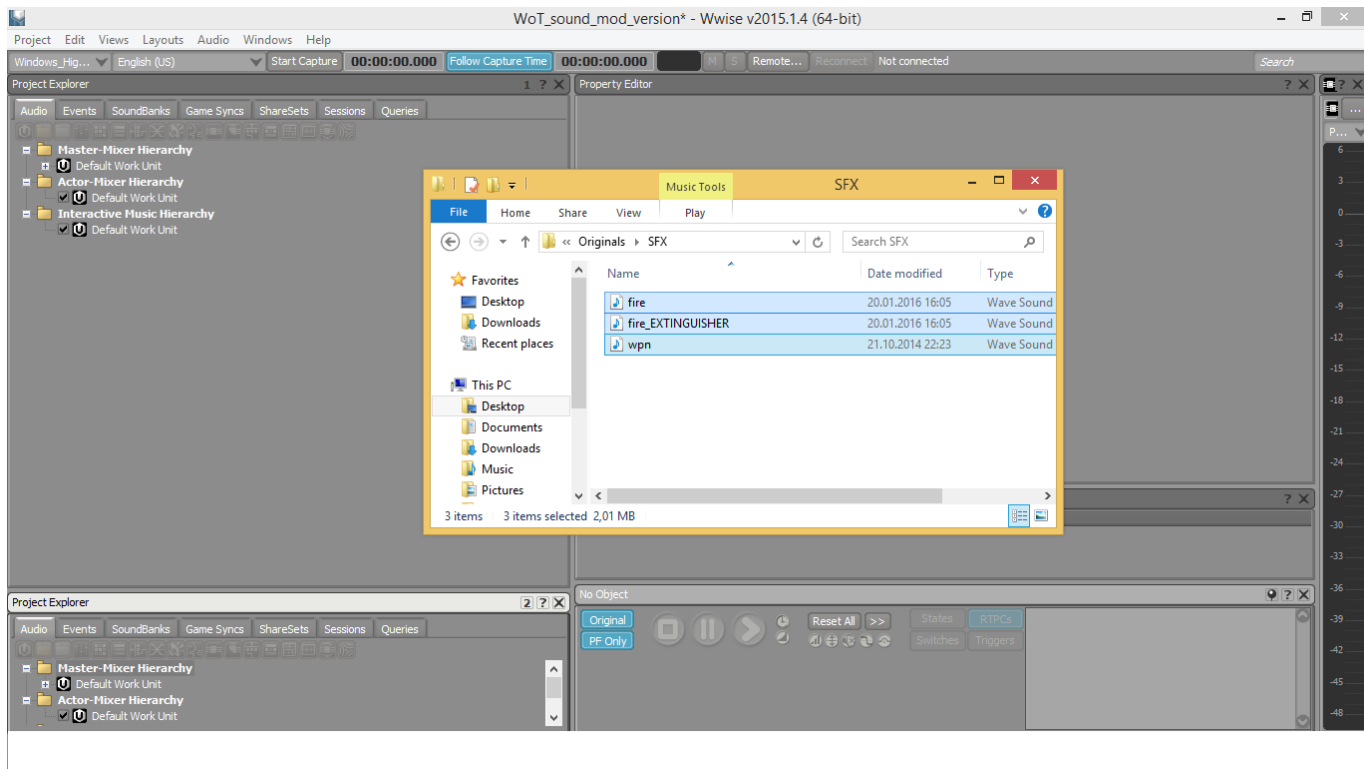 WoT_sound_mod_version* - Wwise v2015.1.4 (64-bit)
Project Edit Views Layouts Audio Windows Help
Windows_Hig... English (US) Start Capture 00:00:00.000 Follow Capture Time 00:00:00.000 M S Remote... Reconnect Not connected Search
Project Explorer 1 ? X
Audio Events SoundBanks Game Syncs ShareSets Sessions Queries
Master-Mixer Hierarchy
Default Work Unit
Actor-Mixer Hierarchy
Default Work Unit
Interactive Music Hierarchy
Default Work Unit
Property Editor ? X
Music Tools SFX
File Home Share View Play
« Originals SFX Search SFX
Favorites
Desktop
Downloads
Recent places
This PC
Desktop
Documents
Downloads
Music
Pictures
Name Date modified Type
fire 20.01.2016 16:05 Wave Sound
fire_EXTINGUISHER 20.01.2016 16:05 Wave Sound
wpn 21.10.2014 22:23 Wave Sound
3 items 3 items selected 2,01 MB
? X
Project Explorer 2 ? X
Audio Events SoundBanks Game Syncs ShareSets Sessions Queries
Master-Mixer Hierarchy
Default Work Unit
Actor-Mixer Hierarchy
Default Work Unit
No Object ? X
Original Reset All >> States RTPCs
PF Only Switches Triggers
? X
...
P...
6
3
0
-3
-6
-9
-12
-15
-18
-21
-24
-27
-30
-33
-36
-39
-42
-45
-48